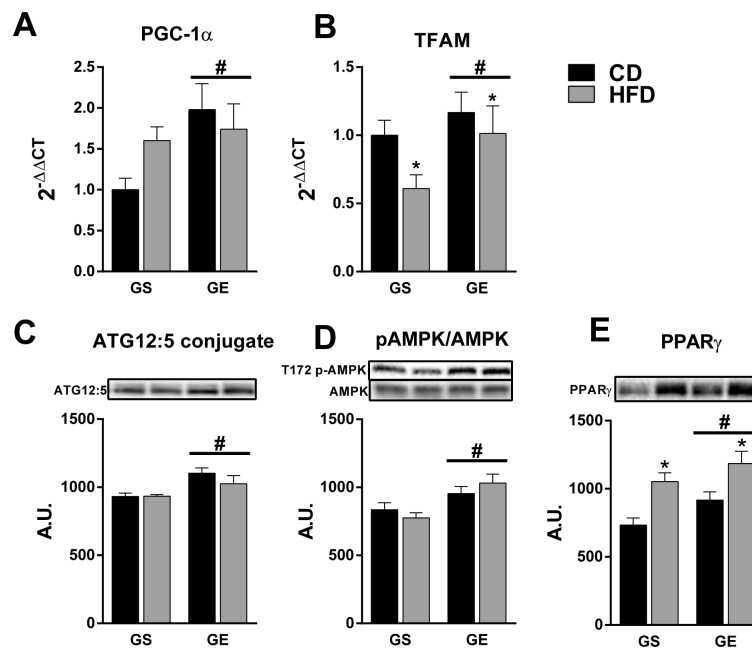 A
PGC-1α
2^-ΔΔCT
2.5
2.0
1.5
1.0
0.5
0.0
#
GS
GE
B
TFAM
2^-ΔΔCT
1.5
1.0
0.5
0.0
*
#
*
GS
GE
CD
HFD
C
ATG12:5 conjugate
ATG12:5
A.U.
1500
1000
500
0
#
GS
GE
D
pAMPK/AMPK
T172 p-AMPK
AMPK
A.U.
1500
1000
500
0
#
GS
GE
E
PPARγ
PPARγ
A.U.
1500
1000
500
0
*
#
*
GS
GE